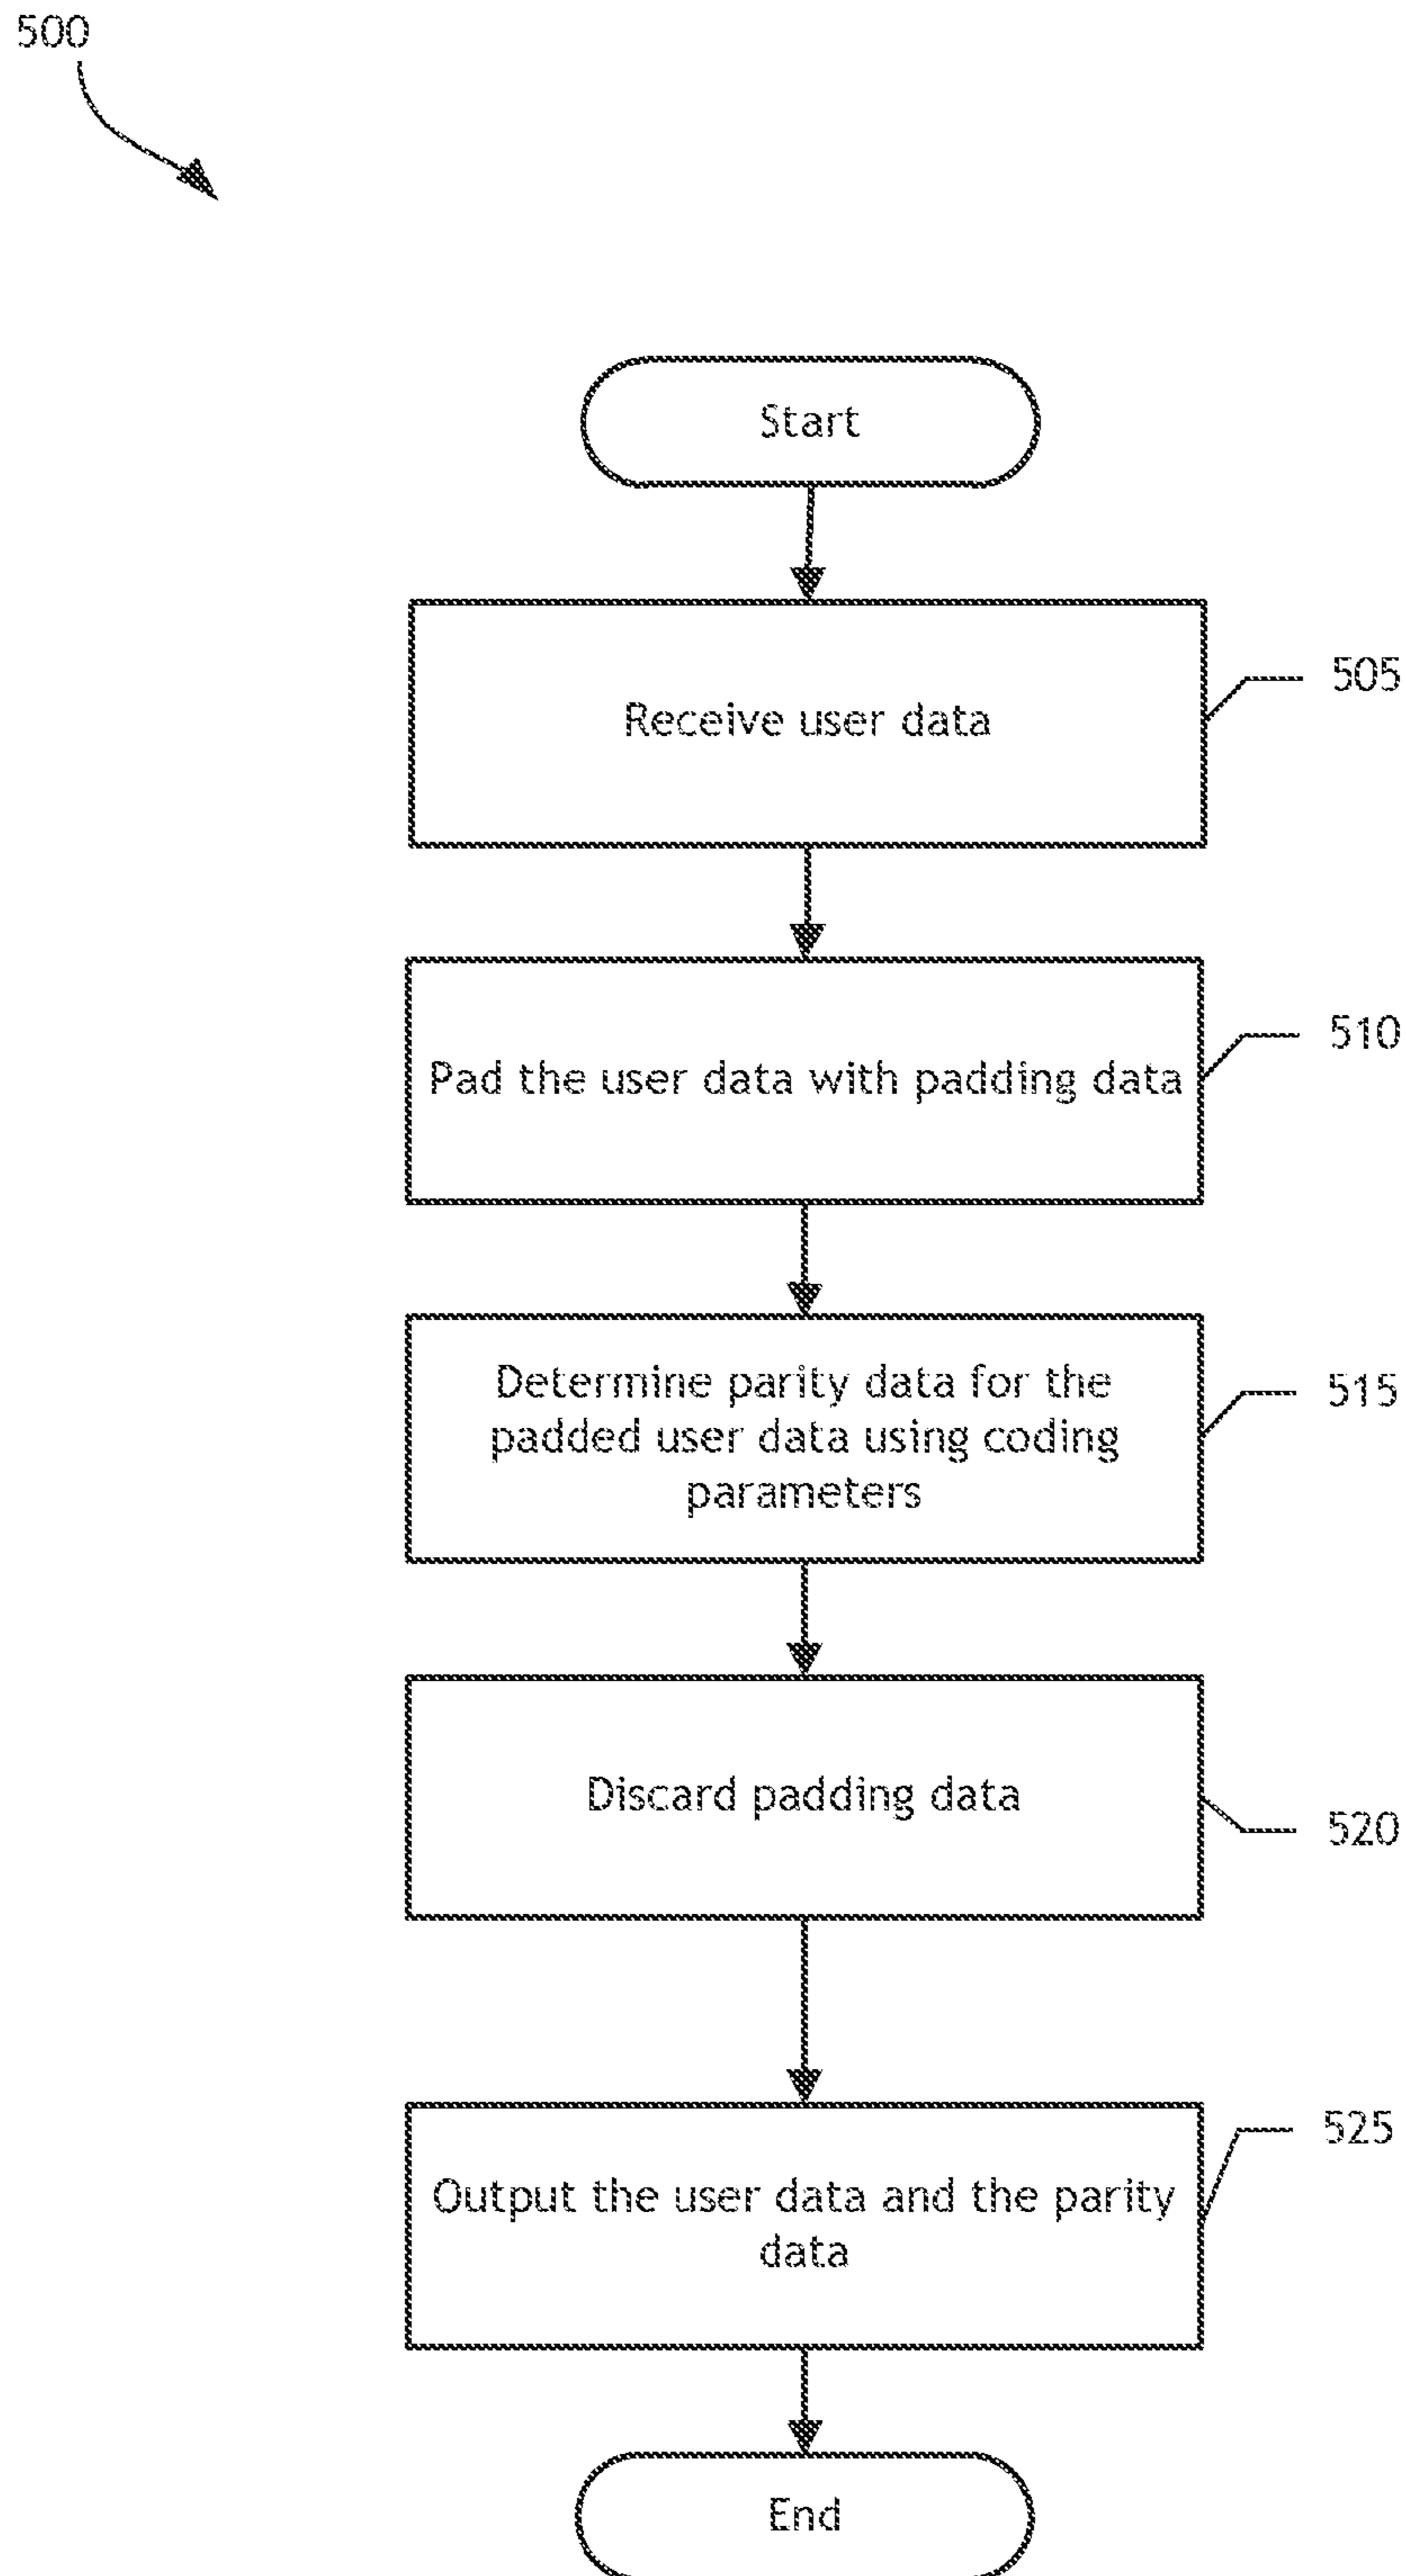 500
Start
Receive user data
505
Pad the user data with padding data
510
Determine parity data for the
padded user data using coding
parameters
515
Discard padding data
520
Output the user data and the parity
data
525
End